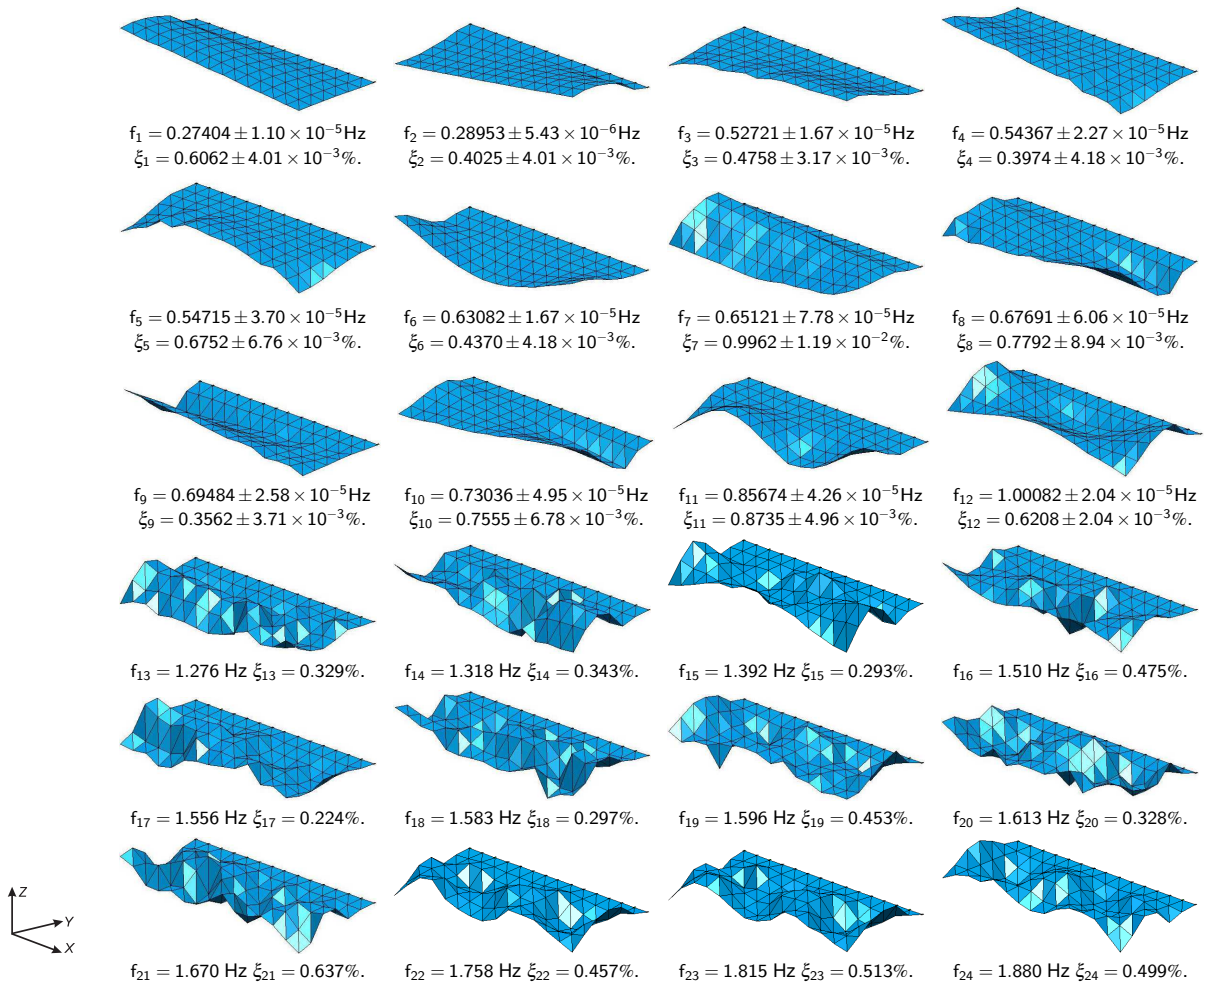 f₁ = 0.27404 ± 1.10 × 10⁻⁵Hz
ξ₁ = 0.6062 ± 4.01 × 10⁻³%.
f₂ = 0.28953 ± 5.43 × 10⁻⁶Hz
ξ₂ = 0.4025 ± 4.01 × 10⁻³%.
f₃ = 0.52721 ± 1.67 × 10⁻⁵Hz
ξ₃ = 0.4758 ± 3.17 × 10⁻³%.
f₄ = 0.54367 ± 2.27 × 10⁻⁵Hz
ξ₄ = 0.3974 ± 4.18 × 10⁻³%.
f₅ = 0.54715 ± 3.70 × 10⁻⁵Hz
ξ₅ = 0.6752 ± 6.76 × 10⁻³%.
f₆ = 0.63082 ± 1.67 × 10⁻⁵Hz
ξ₆ = 0.4370 ± 4.18 × 10⁻³%.
f₇ = 0.65121 ± 7.78 × 10⁻⁵Hz
ξ₇ = 0.9962 ± 1.19 × 10⁻²%.
f₈ = 0.67691 ± 6.06 × 10⁻⁵Hz
ξ₈ = 0.7792 ± 8.94 × 10⁻³%.
f₉ = 0.69484 ± 2.58 × 10⁻⁵Hz
ξ₉ = 0.3562 ± 3.71 × 10⁻³%.
f₁₀ = 0.73036 ± 4.95 × 10⁻⁵Hz
ξ₁₀ = 0.7555 ± 6.78 × 10⁻³%.
f₁₁ = 0.85674 ± 4.26 × 10⁻⁵Hz
ξ₁₁ = 0.8735 ± 4.96 × 10⁻³%.
f₁₂ = 1.00082 ± 2.04 × 10⁻⁵Hz
ξ₁₂ = 0.6208 ± 2.04 × 10⁻³%.
f₁₃ = 1.276 Hz ξ₁₃ = 0.329%.
f₁₄ = 1.318 Hz ξ₁₄ = 0.343%.
f₁₅ = 1.392 Hz ξ₁₅ = 0.293%.
f₁₆ = 1.510 Hz ξ₁₆ = 0.475%.
f₁₇ = 1.556 Hz ξ₁₇ = 0.224%.
f₁₈ = 1.583 Hz ξ₁₈ = 0.297%.
f₁₉ = 1.596 Hz ξ₁₉ = 0.453%.
f₂₀ = 1.613 Hz ξ₂₀ = 0.328%.
Z
Y
X
f₂₁ = 1.670 Hz ξ₂₁ = 0.637%.
f₂₂ = 1.758 Hz ξ₂₂ = 0.457%.
f₂₃ = 1.815 Hz ξ₂₃ = 0.513%.
f₂₄ = 1.880 Hz ξ₂₄ = 0.499%.